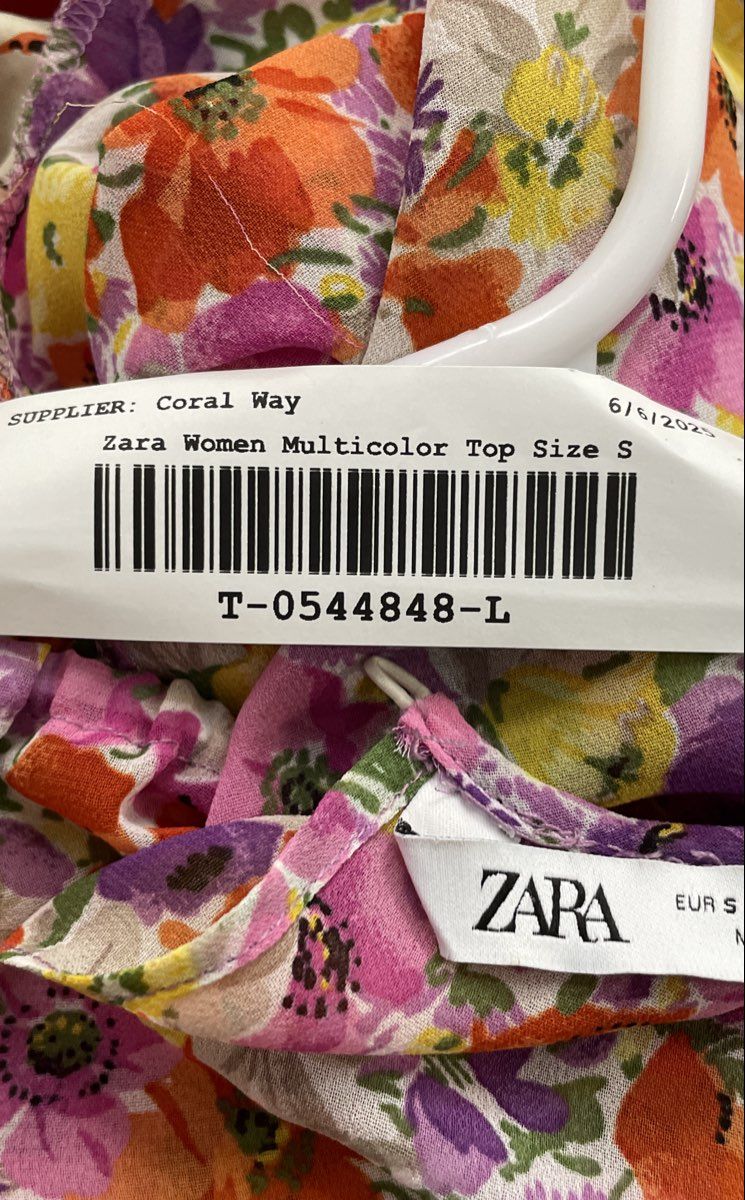 SUPPLIER: Coral Way
6/6/2025
Zara Women Multicolor Top Size S
T-0544848-L
ZARA
EUR S